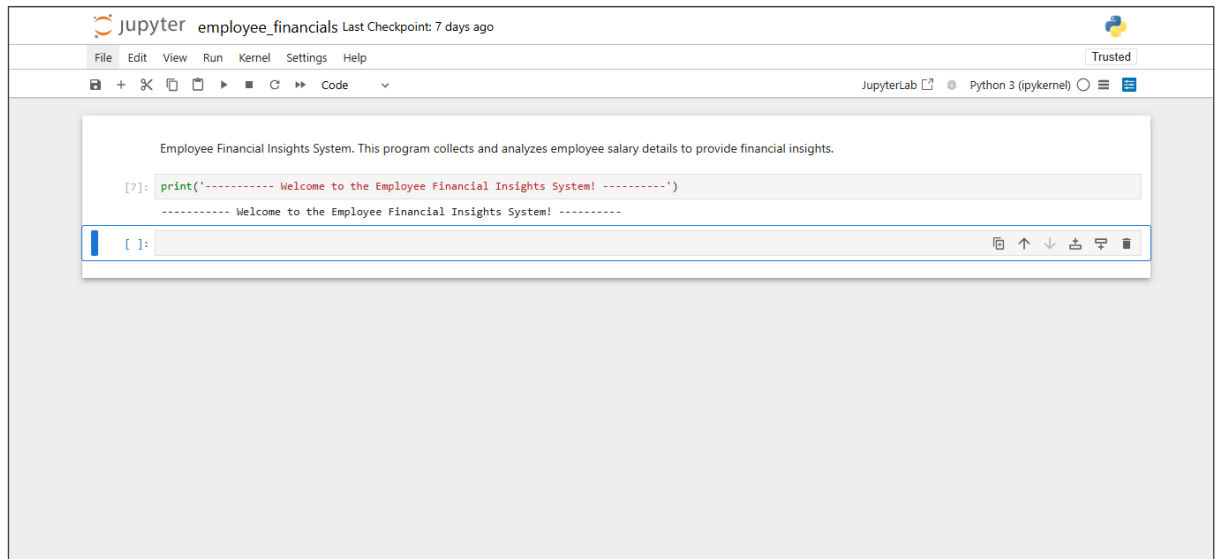 jupyter employee_financials Last Checkpoint: 7 days ago
File Edit View Run Kernel Settings Help Trusted
Code JupyterLab Python 3 (ipykernel)
Employee Financial Insights System. This program collects and analyzes employee salary details to provide financial insights.
[7]: print('----------- Welcome to the Employee Financial Insights System! ----------')
----------- Welcome to the Employee Financial Insights System! ----------
[ ]: